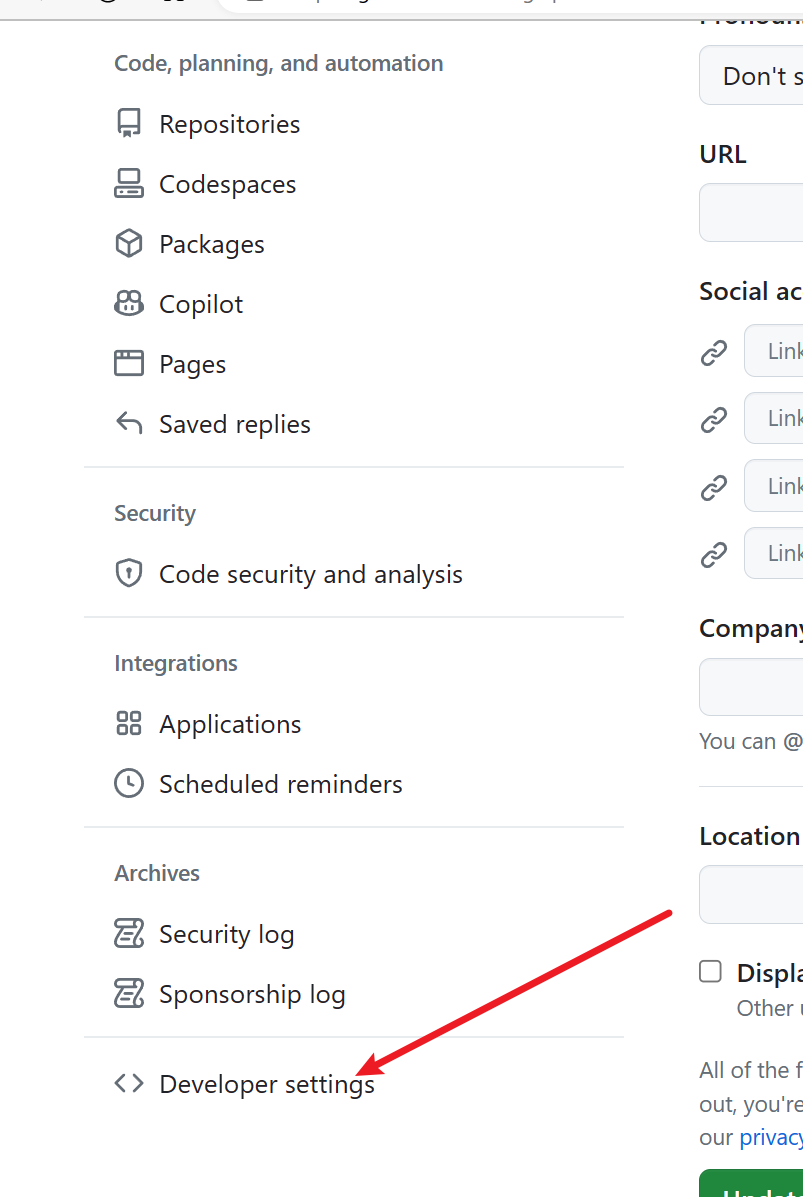 Code, planning, and automation
Repositories
Codespaces
Packages
Copilot
Pages
Saved replies
Security
Code security and analysis
Integrations
Applications
Scheduled reminders
Archives
Security log
Sponsorship log
Developer settings
Don't s
URL
Social ac
Link
Link
Link
Link
Company
You can @
Location
Displa
Other u
All of the f
out, you're
our privacy